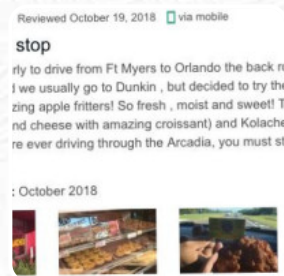 Reviewed October 19, 2018 via mobile
stop
rly to drive from Ft Myers to Orlando the back
we usually go to Dunkin , but decided to try the
zing apple fritters! So fresh , moist and sweet!
nd cheese with amazing croissant) and Kolache
re ever driving through the Arcadia, you must
: October 2018